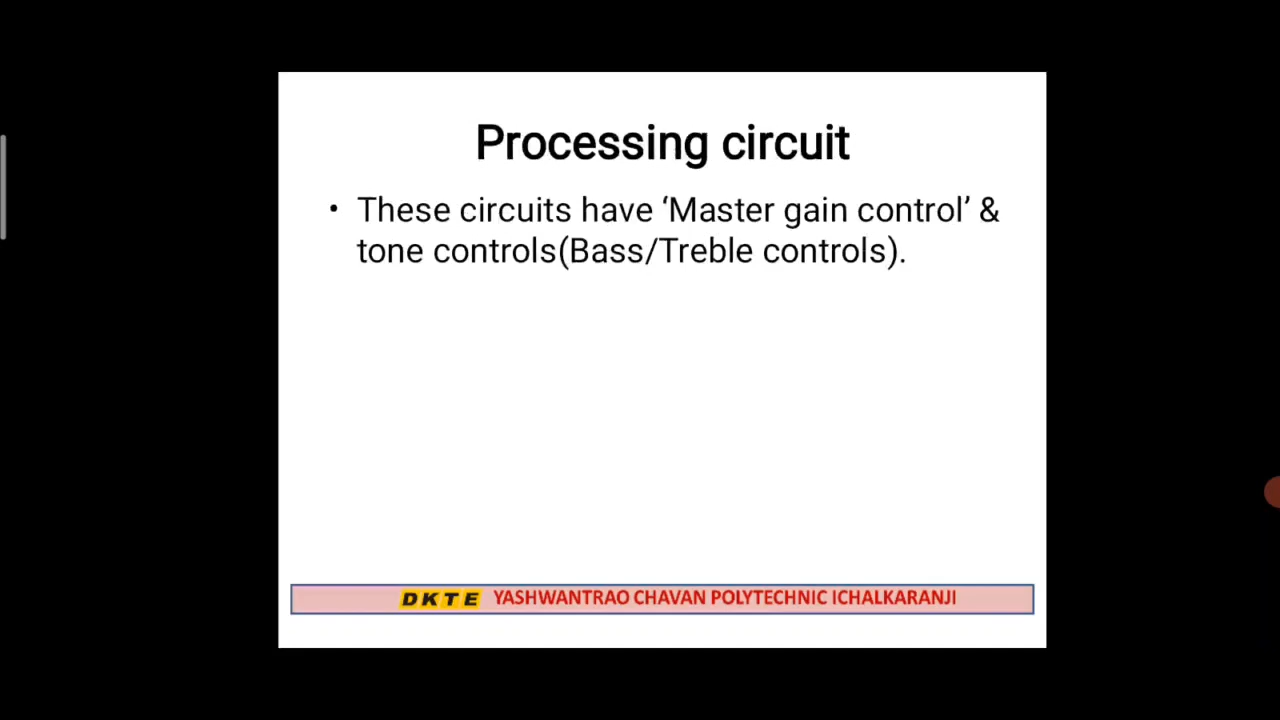 Processing circuit
• These circuits have ‘Master gain control’ &
tone controls(Bass/Treble controls).
DKTE YASHWANTRAO CHAVAN POLYTECHNIC ICHALKARANJI